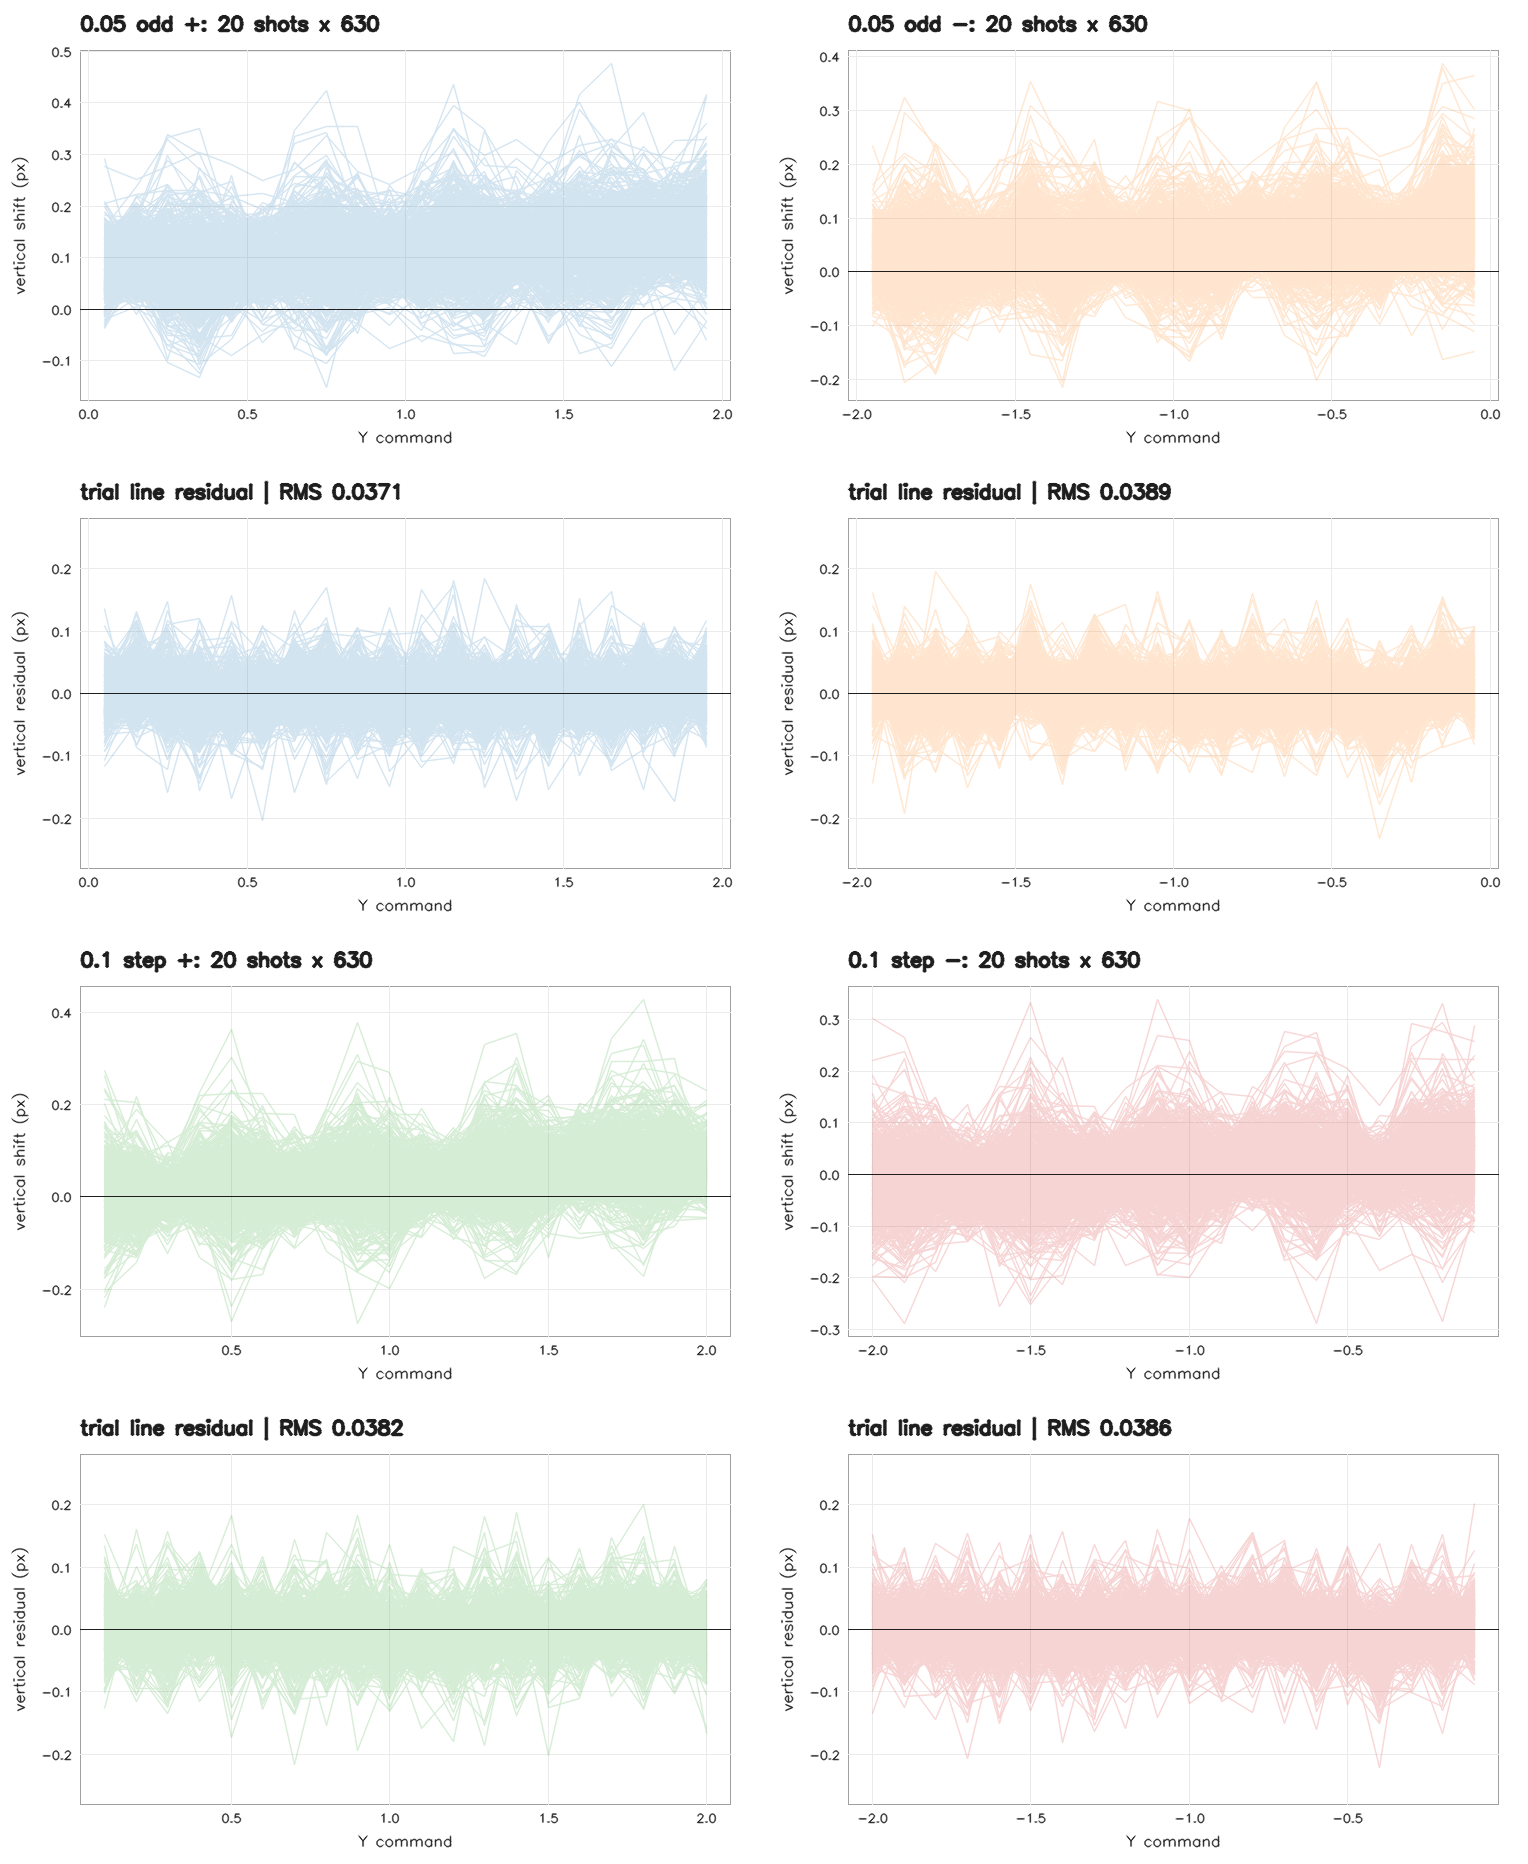 0.05 odd +: 20 shots x 630
0.5
0.4
0.3
0.2
0.1
0.0
−0.1
vertical shift (px)
0.0 0.5 1.0 1.5 2.0
Y command
0.05 odd −: 20 shots x 630
0.4
0.3
0.2
0.1
0.0
−0.1
−0.2
vertical shift (px)
−2.0 −1.5 −1.0 −0.5 0.0
Y command
trial line residual | RMS 0.0371
0.2
0.1
0.0
−0.1
−0.2
vertical residual (px)
0.0 0.5 1.0 1.5 2.0
Y command
trial line residual | RMS 0.0389
0.2
0.1
0.0
−0.1
−0.2
vertical residual (px)
−2.0 −1.5 −1.0 −0.5 0.0
Y command
0.1 step +: 20 shots x 630
0.4
0.2
0.0
−0.2
vertical shift (px)
0.5 1.0 1.5 2.0
Y command
0.1 step −: 20 shots x 630
0.3
0.2
0.1
0.0
−0.1
−0.2
−0.3
vertical shift (px)
−2.0 −1.5 −1.0 −0.5
Y command
trial line residual | RMS 0.0382
0.2
0.1
0.0
−0.1
−0.2
vertical residual (px)
0.5 1.0 1.5 2.0
Y command
trial line residual | RMS 0.0386
0.2
0.1
0.0
−0.1
−0.2
vertical residual (px)
−2.0 −1.5 −1.0 −0.5
Y command